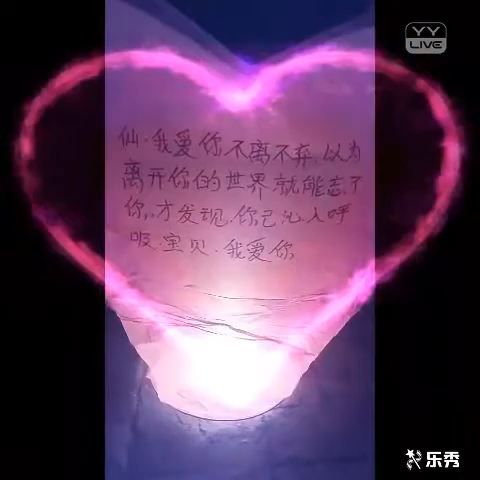 YY
LIVE
仙.我爱你.不离不弃.以为
离开你的世界就能忘了
你,才发现.你已沁入呼
吸.宝贝.我爱你
乐秀